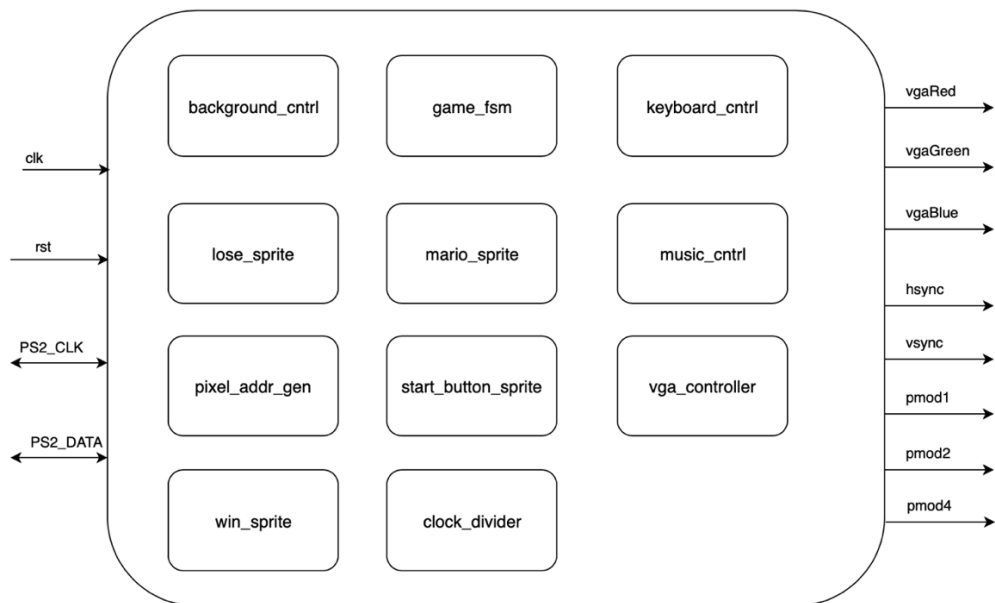 background_cntrl
game_fsm
keyboard_cntrl
vgaRed
vgaGreen
clk
vgaBlue
lose_sprite
mario_sprite
music_cntrl
rst
hsync
vsync
PS2_CLK
pixel_addr_gen
start_button_sprite
vga_controller
pmod1
PS2_DATA
pmod2
win_sprite
clock_divider
pmod4